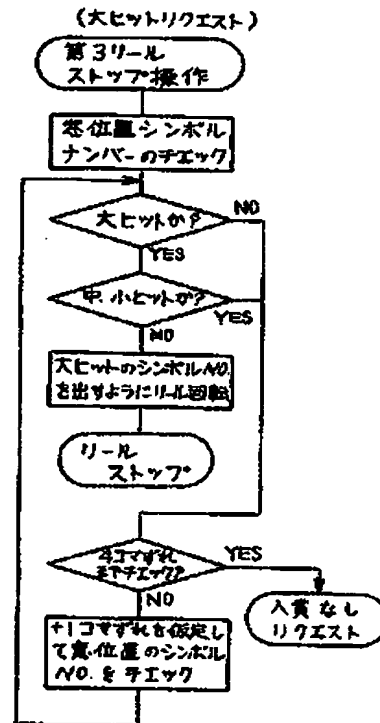 (大ヒットリクエスト)
第3リール
ストップ操作
窓位置シンボル
ナンバーのチェック
大ヒットか?
NO
YES
中、小ヒットか?
YES
NO
大ヒットのシンボルNO.
を出すようにリール回転
リール
ストップ
4コマずれ
までチェック?
YES
NO
入賞なし
リクエスト
+1コマずれを仮定し
て窓位置のシンボル
NO.をチェック